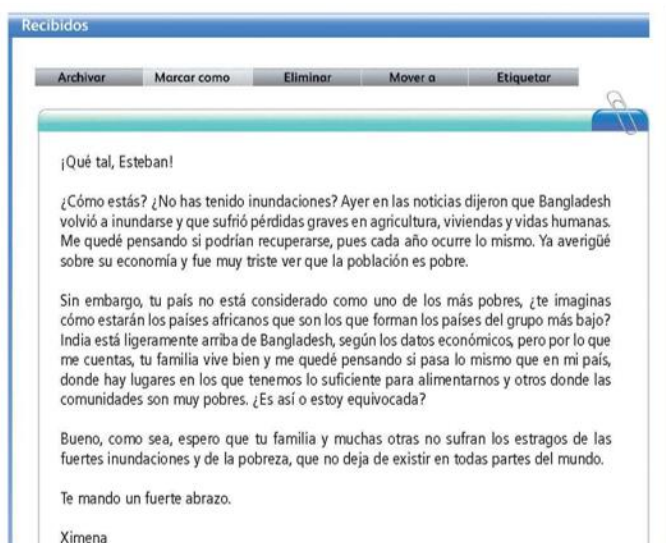 Recibidos
Archivar Marcar como Eliminar Mover a Etiquetar
¡Qué tal, Esteban!
¿Cómo estás? ¿No has tenido inundaciones? Ayer en las noticias dijeron que Bangladesh
volvió a inundarse y que sufrió pérdidas graves en agricultura, viviendas y vidas humanas.
Me quedé pensando si podrían recuperarse, pues cada año ocurre lo mismo. Ya averigüé
sobre su economía y fue muy triste ver que la población es pobre.
Sin embargo, tu país no está considerado como uno de los más pobres, ¿te imaginas
cómo estarán los países africanos que son los que forman los países del grupo más bajo?
India está ligeramente arriba de Bangladesh, según los datos económicos, pero por lo que
me cuentas, tu familia vive bien y me quedé pensando si pasa lo mismo que en mi país,
donde hay lugares en los que tenemos lo suficiente para alimentarnos y otros donde las
comunidades son muy pobres. ¿Es así o estoy equivocada?
Bueno, como sea, espero que tu familia y muchas otras no sufran los estragos de las
fuertes inundaciones y de la pobreza, que no deja de existir en todas partes del mundo.
Te mando un fuerte abrazo.
Ximena